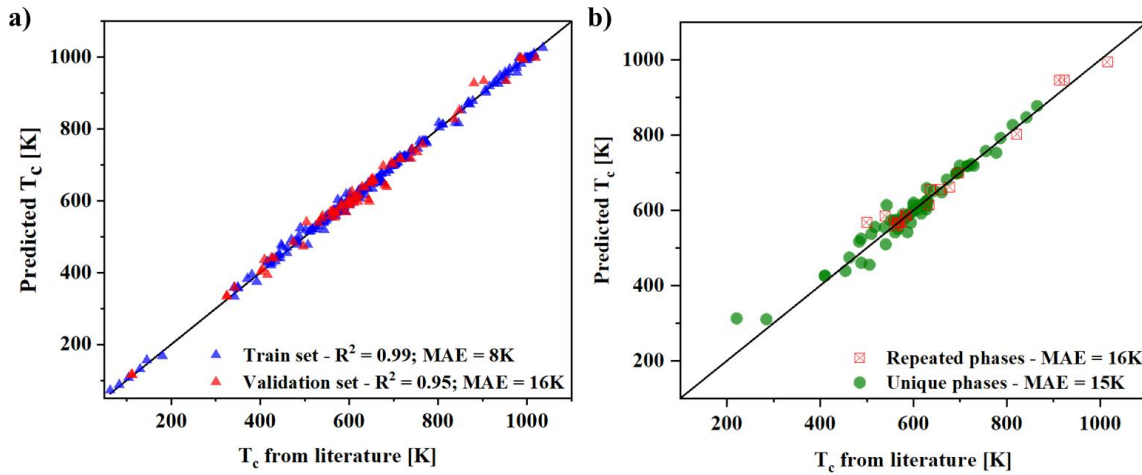 a)
Predicted T_c [K]
1000
800
600
400
200
Train set - R² = 0.99; MAE = 8K
Validation set - R² = 0.95; MAE = 16K
200 400 600 800 1000
T_c from literature [K]
b)
Predicted T_c [K]
1000
800
600
400
200
Repeated phases - MAE = 16K
Unique phases - MAE = 15K
200 400 600 800 1000
T_c from literature [K]